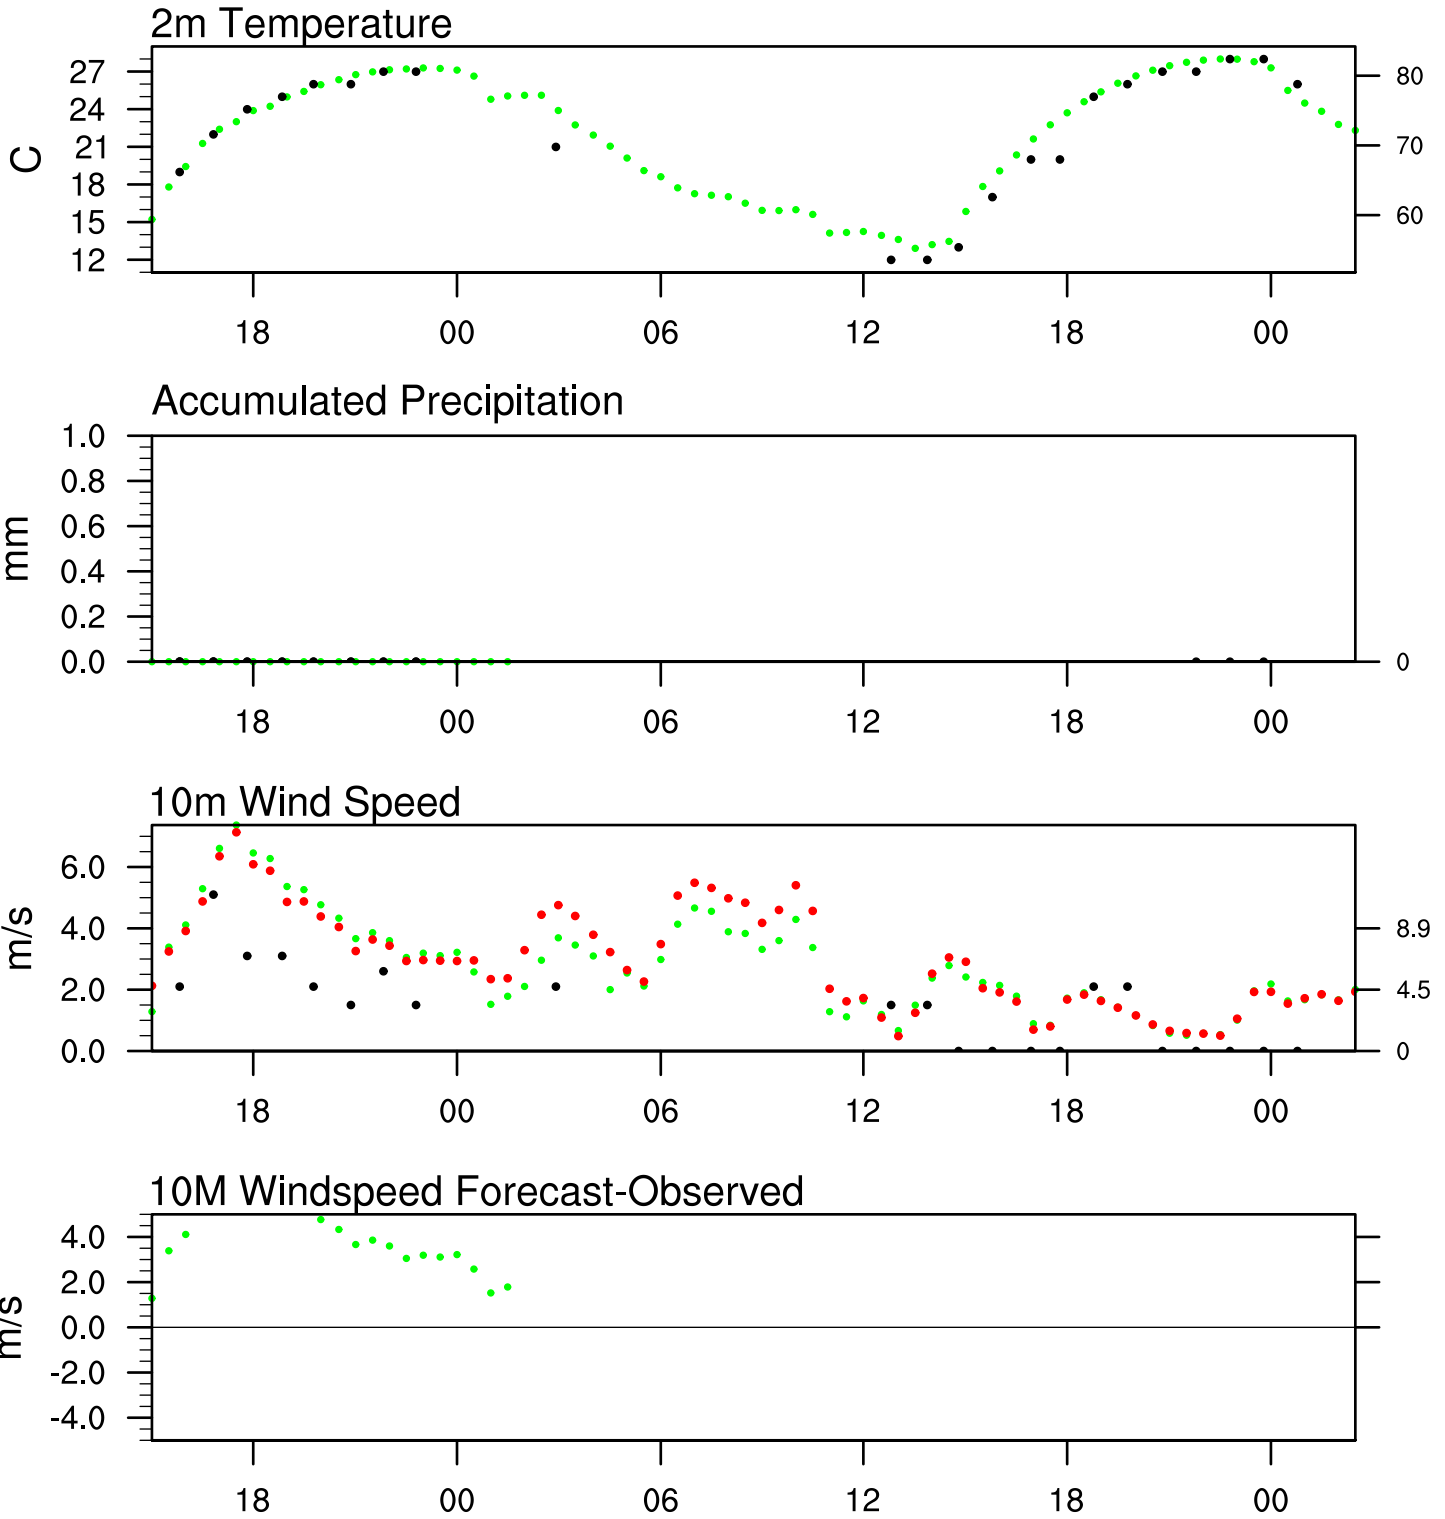 2m Temperature
27
24
21
18
15
12
C
80
70
60
18 00 06 12 18 00
Accumulated Precipitation
1.0
0.8
0.6
0.4
0.2
0.0
mm
0
18 00 06 12 18 00
10m Wind Speed
6.0
4.0
2.0
0.0
m/s
8.9
4.5
0
18 00 06 12 18 00
10M Windspeed Forecast-Observed
4.0
2.0
0.0
-2.0
-4.0
m/s
18 00 06 12 18 00